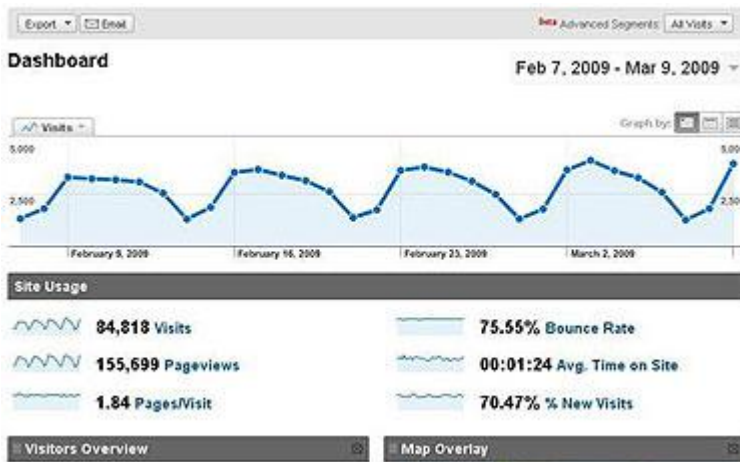 Export Email Beta Advanced Segments: All Visits
Dashboard
Feb 7, 2009 - Mar 9, 2009
Visits Graph by:
5,000 5,00
2,500 2,50
February 9, 2009 February 16, 2009 February 23, 2009 March 2, 2009
Site Usage
84,818 Visits 75.55% Bounce Rate
155,699 Pageviews 00:01:24 Avg. Time on Site
1.84 Pages/Visit 70.47% % New Visits
Visitors Overview Map Overlay